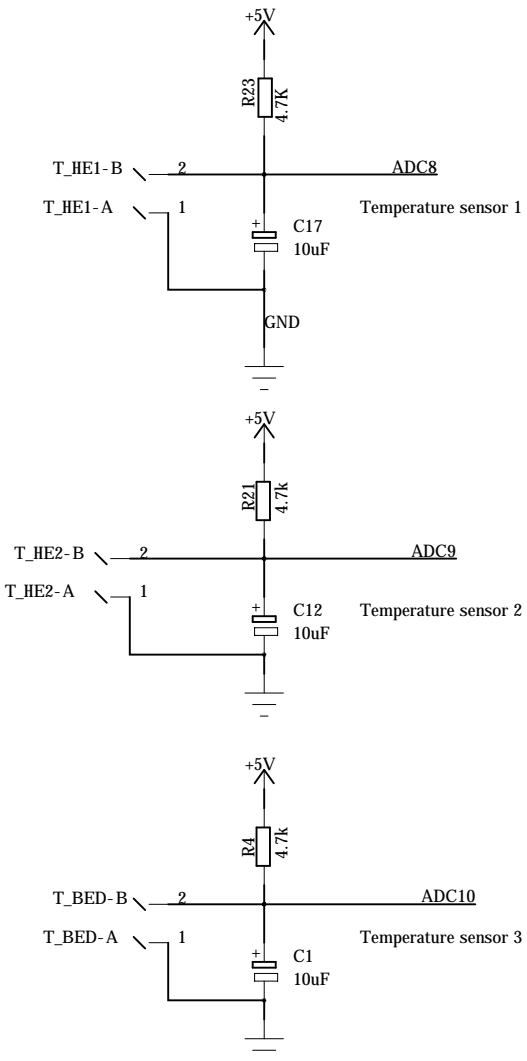 +5V
R23
4.7K
T_HE1-B
2
ADC8
T_HE1-A
1
Temperature sensor 1
+
C17
10uF
GND
+5V
R21
4.7k
T_HE2-B
2
ADC9
T_HE2-A
1
Temperature sensor 2
+
C12
10uF
+5V
R4
4.7k
T_BED-B
2
ADC10
T_BED-A
1
Temperature sensor 3
+
C1
10uF